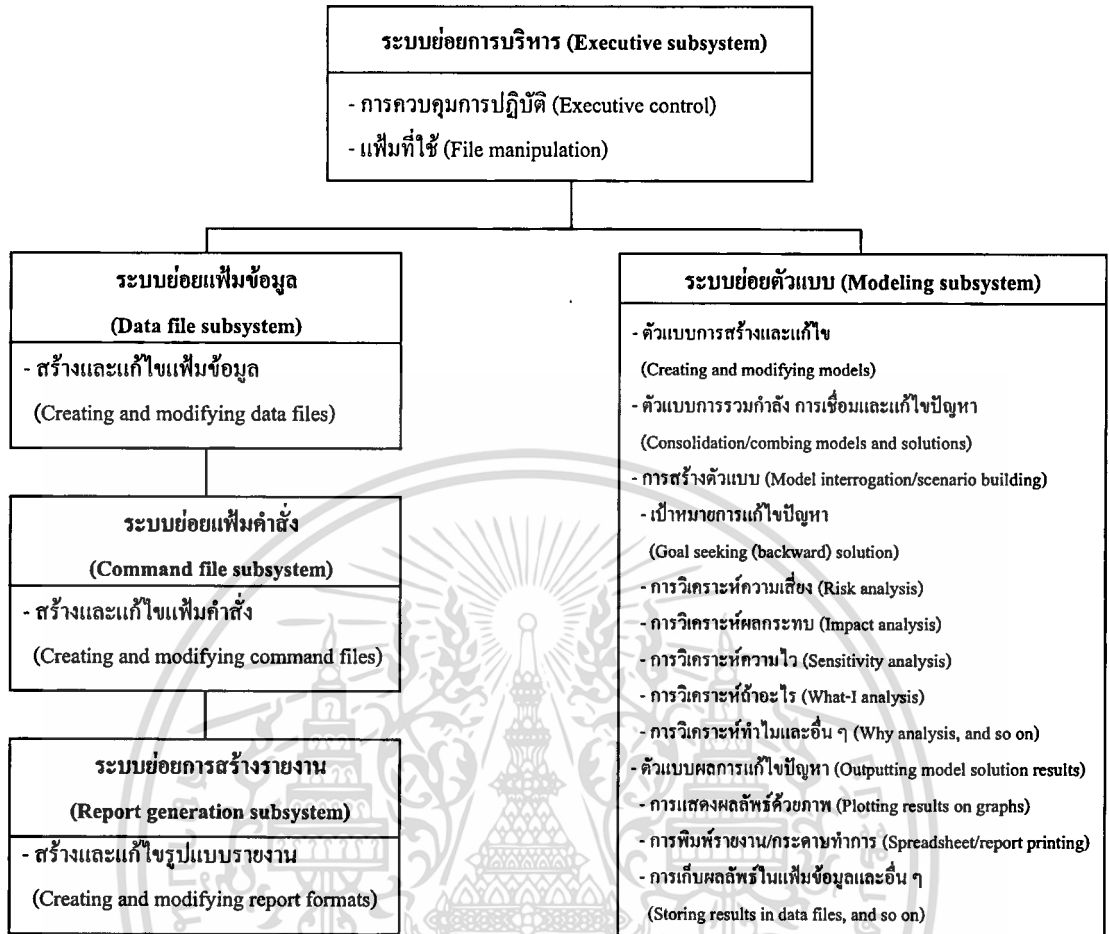 ระบบย่อยการบริหาร (Executive subsystem)
- การควบคุมการปฏิบัติ (Executive control)
- แฟ้มที่ใช้ (File manipulation)
ระบบย่อยแฟ้มข้อมูล
(Data file subsystem)
- สร้างและแก้ไขแฟ้มข้อมูล
(Creating and modifying data files)
ระบบย่อยแฟ้มคำสั่ง
(Command file subsystem)
- สร้างและแก้ไขแฟ้มคำสั่ง
(Creating and modifying command files)
ระบบย่อยการสร้างรายงาน
(Report generation subsystem)
- สร้างและแก้ไขรูปแบบรายงาน
(Creating and modifying report formats)
ระบบย่อยตัวแบบ (Modeling subsystem)
- ตัวแบบการสร้างและแก้ไข
(Creating and modifying models)
- ตัวแบบการรวมกำลัง การเชื่อมและแก้ไขปัญหา
(Consolidation/combing models and solutions)
- การสร้างตัวแบบ (Model interrogation/scenario building)
- เป้าหมายการแก้ไขปัญหา
(Goal seeking (backward) solution)
- การวิเคราะห์ความเสี่ยง (Risk analysis)
- การวิเคราะห์ผลกระทบ (Impact analysis)
- การวิเคราะห์ความไว (Sensitivity analysis)
- การวิเคราะห์ถ้าอะไร (What-I analysis)
- การวิเคราะห์ทำไมและอื่น ๆ (Why analysis, and so on)
- ตัวแบบผลการแก้ไขปัญหา (Outputting model solution results)
- การแสดงผลลัพธ์ด้วยภาพ (Plotting results on graphs)
- การพิมพ์รายงาน/กระดาษทำการ (Spreadsheet/report printing)
- การเก็บผลลัพธ์ในแฟ้มข้อมูลและอื่น ๆ
(Storing results in data files, and so on)